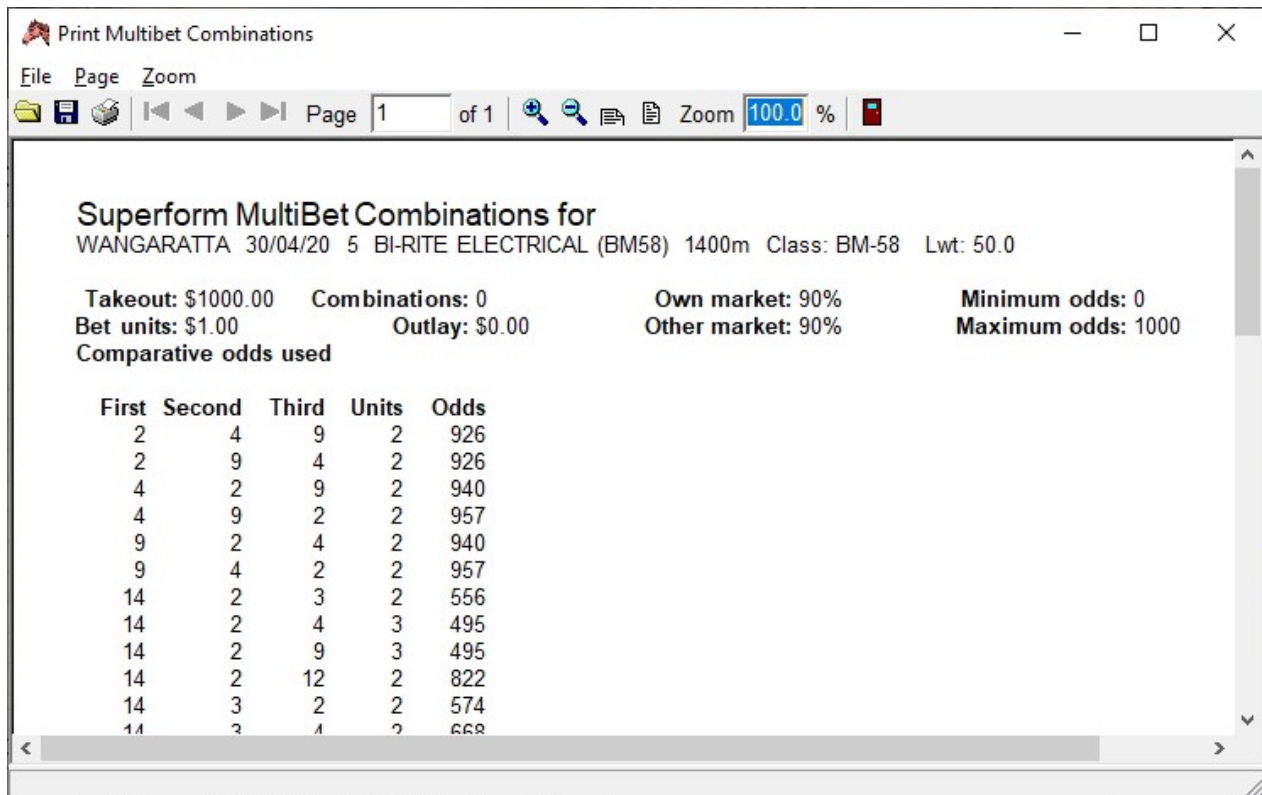 Print Multibet Combinations
File Page Zoom
Page 1 of 1 Zoom 100.0 %
Superform MultiBet Combinations for
WANGARATTA 30/04/20 5 BI-RITE ELECTRICAL (BM58) 1400m Class: BM-58 Lwt: 50.0
Takeout: $1000.00 Combinations: 0 Own market: 90% Minimum odds: 0
Bet units: $1.00 Outlay: $0.00 Other market: 90% Maximum odds: 1000
Comparative odds used
First Second Third Units Odds
2 4 9 2 926
2 9 4 2 926
4 2 9 2 940
4 9 2 2 957
9 2 4 2 940
9 4 2 2 957
14 2 3 2 556
14 2 4 3 495
14 2 9 3 495
14 2 12 2 822
14 3 2 2 574
14 3 4 2 668